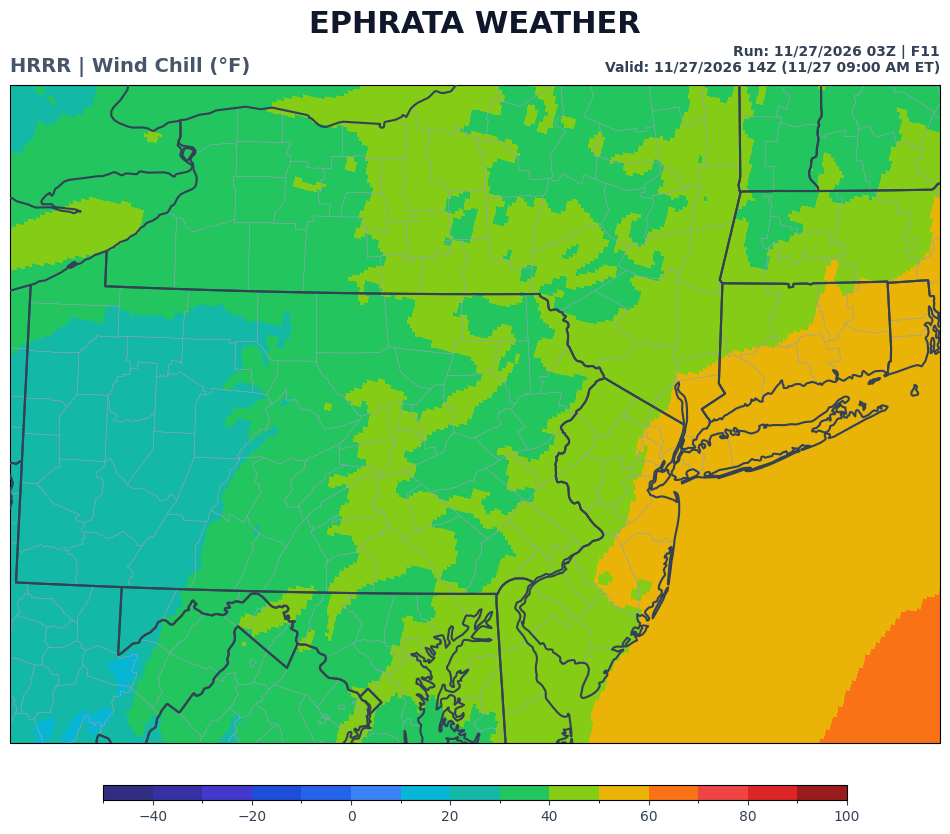 EPHRATA WEATHER
HRRR | Wind Chill (°F)
Run: 11/27/2026 03Z | F11
Valid: 11/27/2026 14Z (11/27 09:00 AM ET)
−40 −20 0 20 40 60 80 100